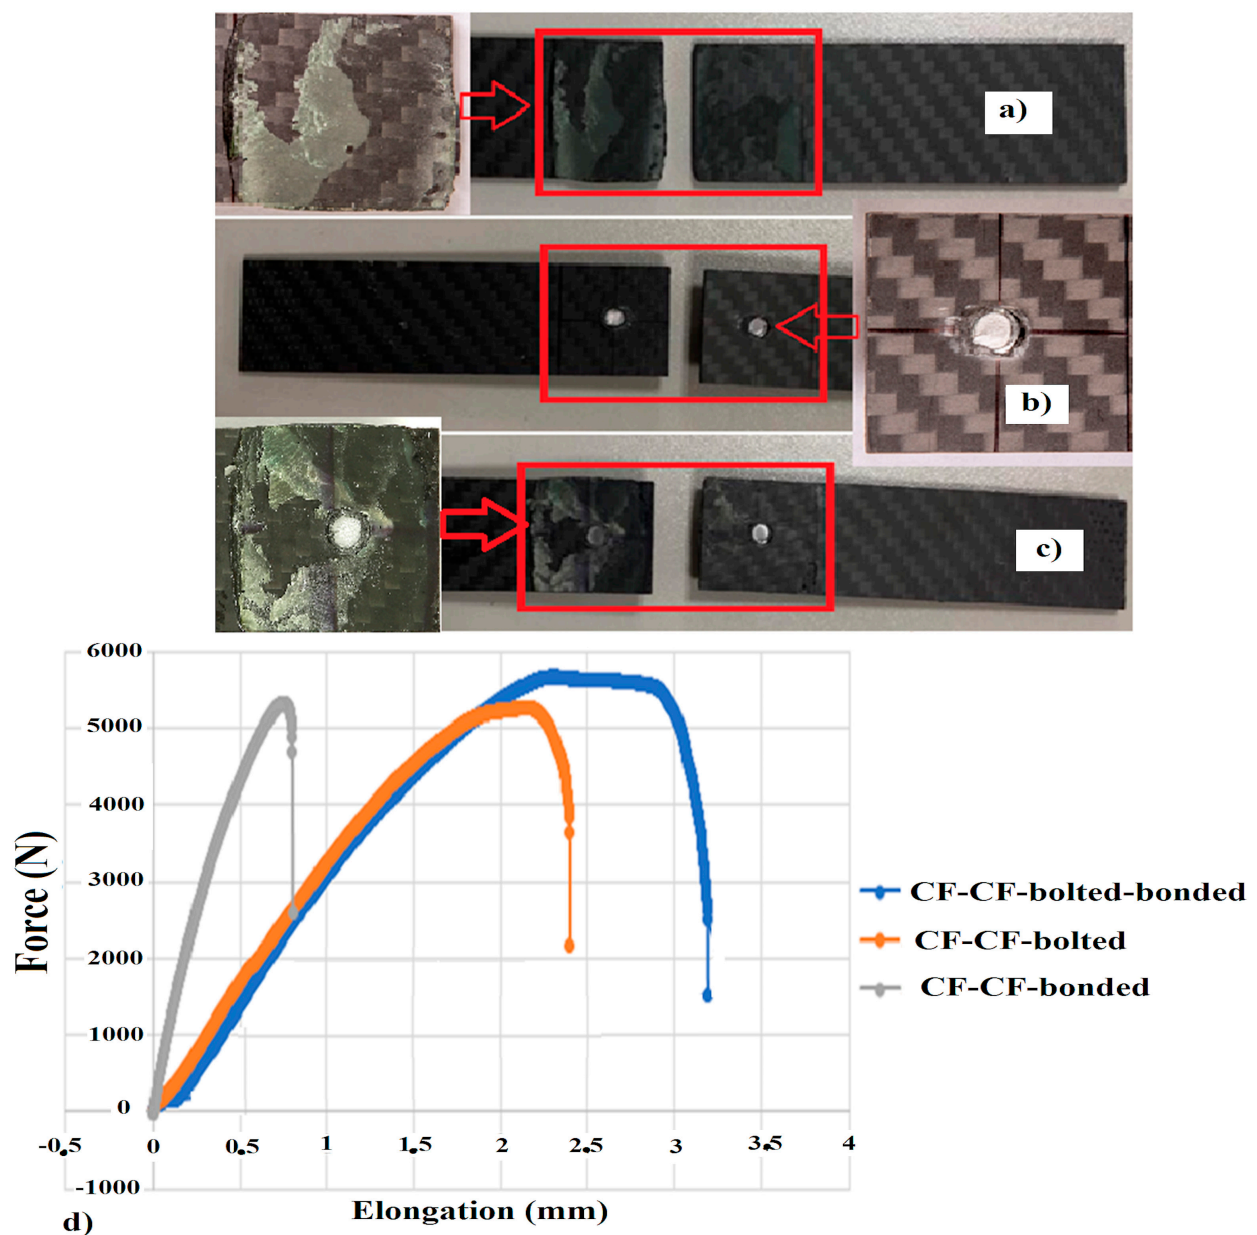 a)
b)
c)
6000
5000
4000
3000
2000
1000
0
-1000
Force (N)
-0.5 0 0.5 1 1.5 2 2.5 3 3.5 4
Elongation (mm)
CF-CF-bolted-bonded
CF-CF-bolted
CF-CF-bonded
d)